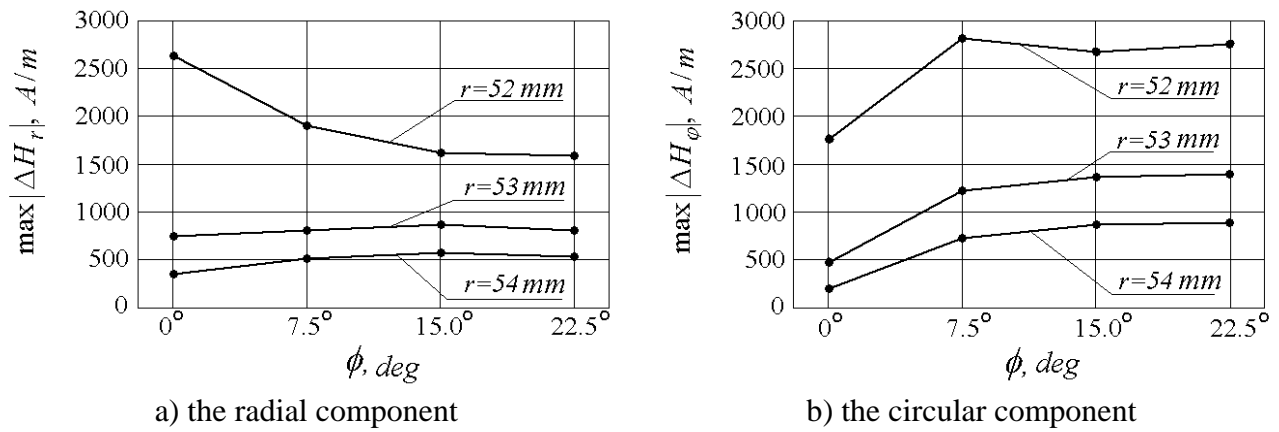 3000
2500
2000
1500
1000
500
0
max |ΔH_r|, A/m
r=52 mm
r=53 mm
r=54 mm
0° 7.5° 15.0° 22.5°
ϕ, deg
a) the radial component
3000
2500
2000
1500
1000
500
0
max |ΔH_φ|, A/m
r=52 mm
r=53 mm
r=54 mm
0° 7.5° 15.0° 22.5°
ϕ, deg
b) the circular component